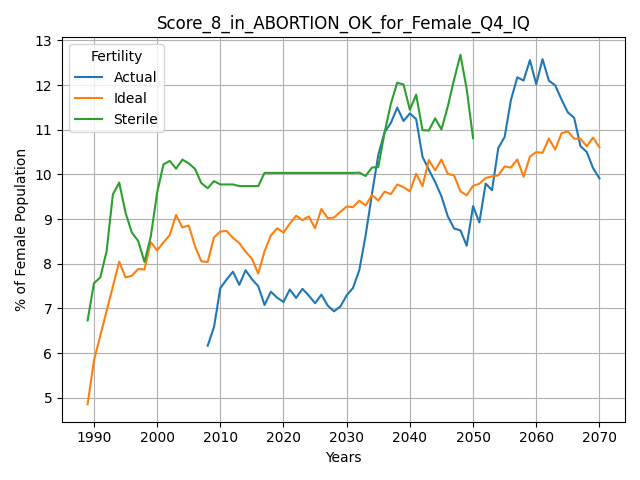 Score_8_in_ABORTION_OK_for_Female_Q4_IQ
Fertility
Actual
Ideal
Sterile
% of Female Population
13
12
11
10
9
8
7
6
5
1990 2000 2010 2020 2030 2040 2050 2060 2070
Years